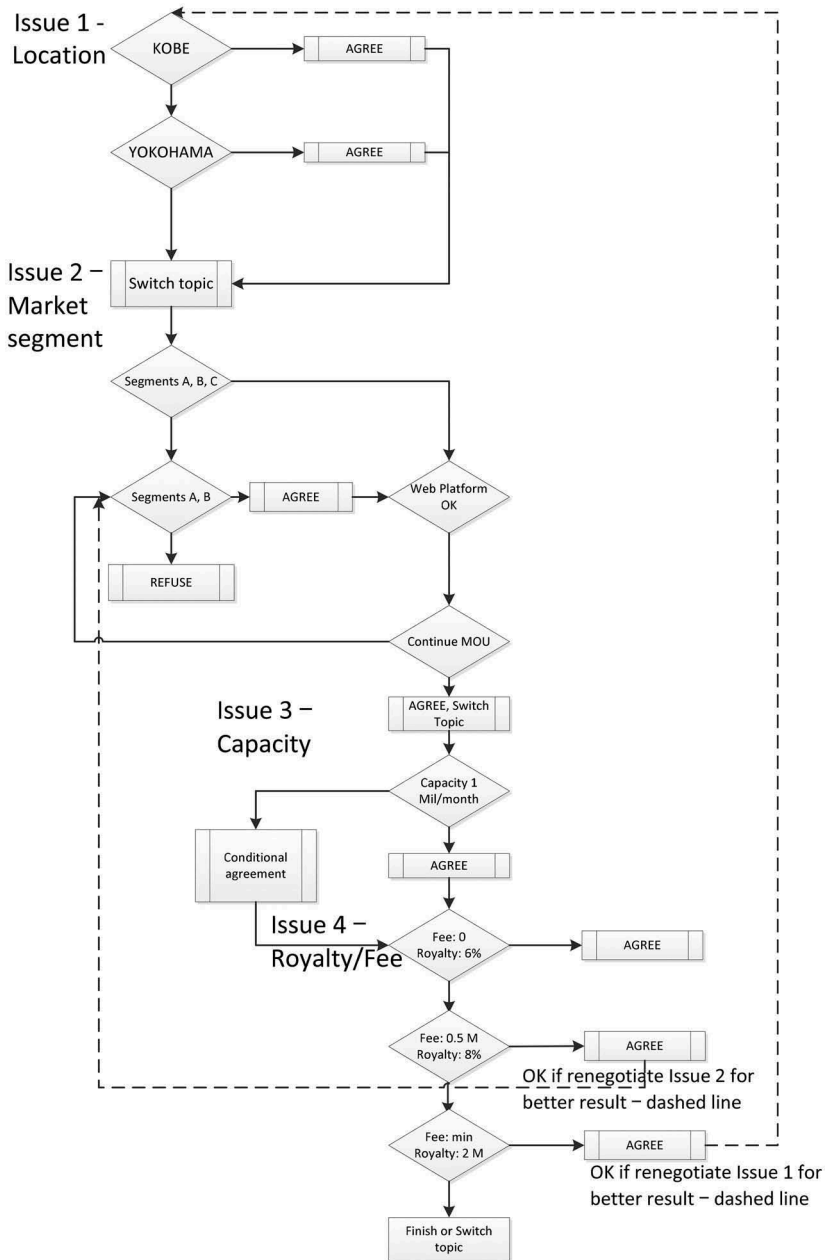 Issue 1 -
Location
KOBE
AGREE
YOKOHAMA
AGREE
Issue 2 –
Market
segment
Switch topic
Segments A, B, C
Segments A, B
AGREE
Web Platform
OK
REFUSE
Continue MOU
Issue 3 –
Capacity
AGREE, Switch
Topic
Capacity 1
Mil/month
Conditional
agreement
AGREE
Issue 4 –
Royalty/Fee
Fee: 0
Royalty: 6%
AGREE
Fee: 0.5 M
Royalty: 8%
AGREE
OK if renegotiate Issue 2 for
better result – dashed line
Fee: min
Royalty: 2 M
AGREE
OK if renegotiate Issue 1 for
better result – dashed line
Finish or Switch
topic